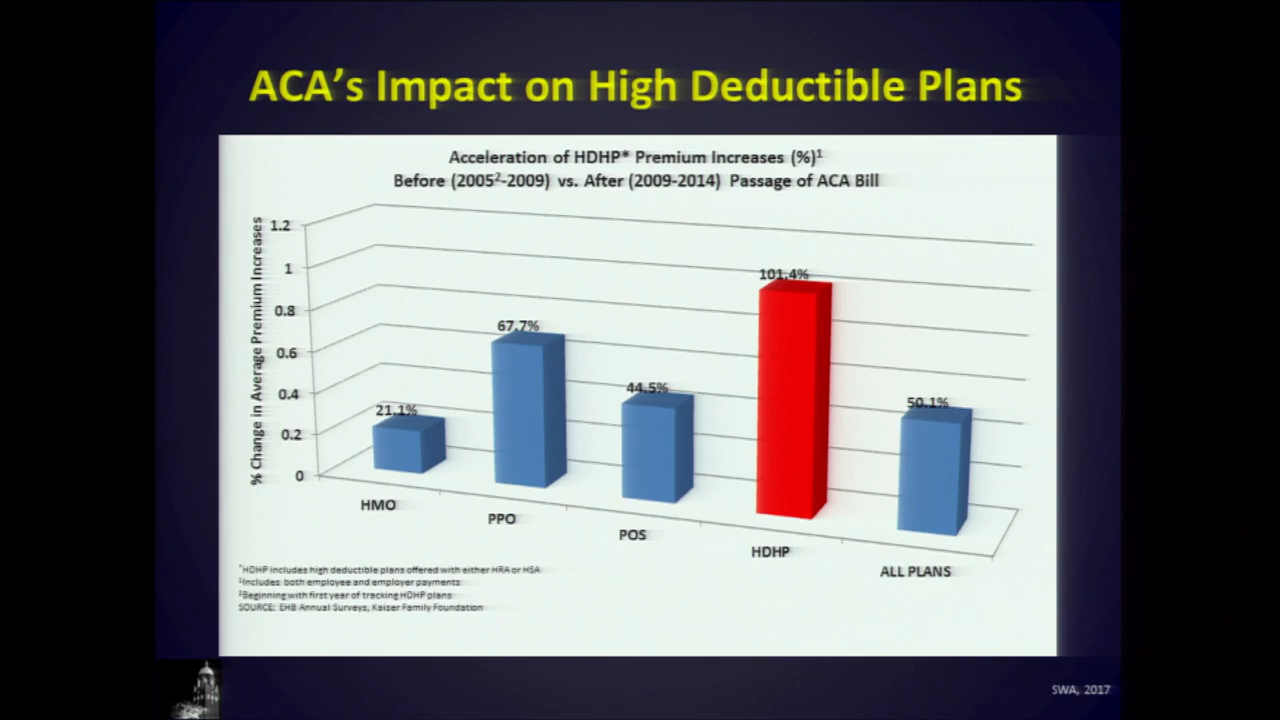 ACA's Impact on High Deductible Plans
Acceleration of HDHP* Premium Increases (%)¹
Before (2005²-2009) vs. After (2009-2014) Passage of ACA Bill
% Change in Average Premium Increases
1.2
1
0.8
0.6
0.4
0.2
0
21.1%
67.7%
44.5%
101.4%
50.1%
HMO
PPO
POS
HDHP
ALL PLANS
*HDHP includes high deductible plans offered with either HRA or HSA
¹Includes both employee and employer payments
²Beginning with first year of tracking HDHP plans
SOURCE: EHB Annual Surveys, Kaiser Family Foundation
SWA, 2017